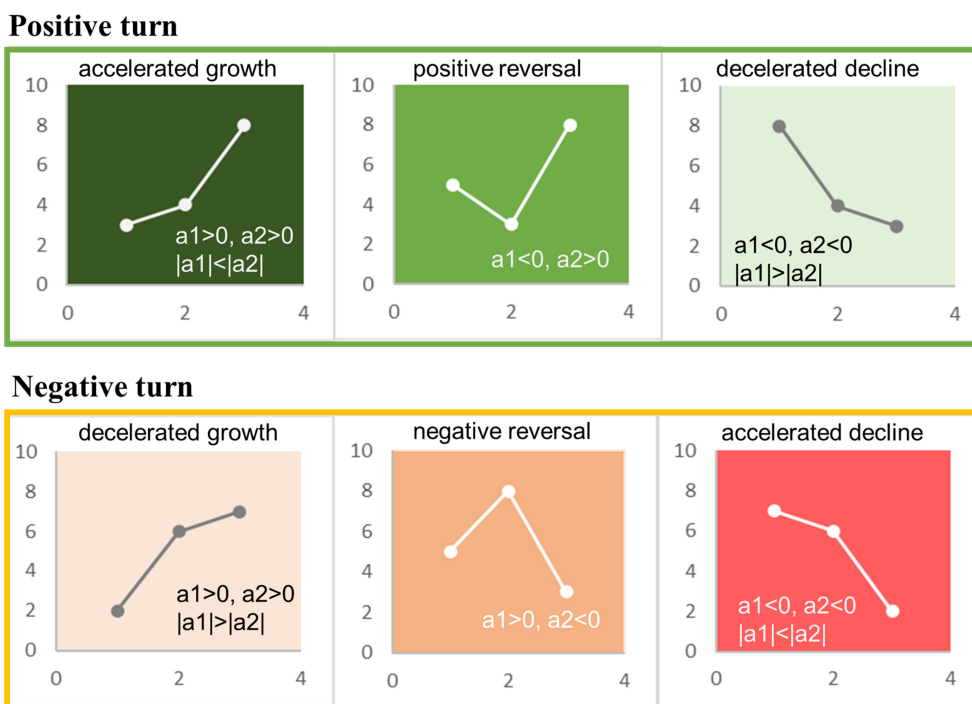 Positive turn
accelerated growth
10
8
6
4
2
0
0 2 4
a1>0, a2>0
|a1|<|a2|
positive reversal
10
8
6
4
2
0
0 2 4
a1<0, a2>0
decelerated decline
10
8
6
4
2
0
0 2 4
a1<0, a2<0
|a1|>|a2|
Negative turn
decelerated growth
10
8
6
4
2
0
0 2 4
a1>0, a2>0
|a1|>|a2|
negative reversal
10
8
6
4
2
0
0 2 4
a1>0, a2<0
accelerated decline
10
8
6
4
2
0
0 2 4
a1<0, a2<0
|a1|<|a2|